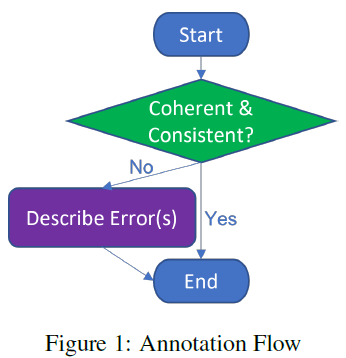 Start
Coherent &
Consistent?
No
Describe Error(s)
Yes
End
Figure 1: Annotation Flow